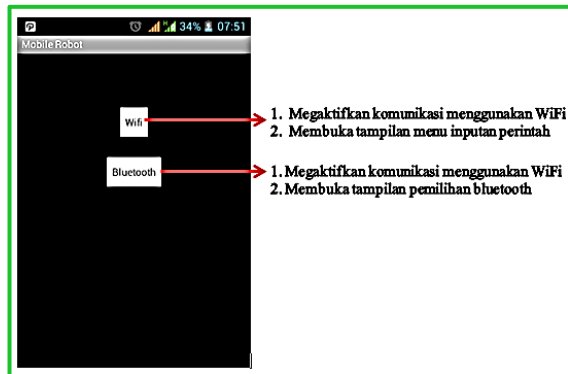 34% 07:51
Mobile Robot
Wifi
1. Megaktifkan komunikasi menggunakan WiFi
2. Membuka tampilan menu inputan perintah
Bluetooth
1. Megaktifkan komunikasi menggunakan WiFi
2. Membuka tampilan pemilihan bluetooth